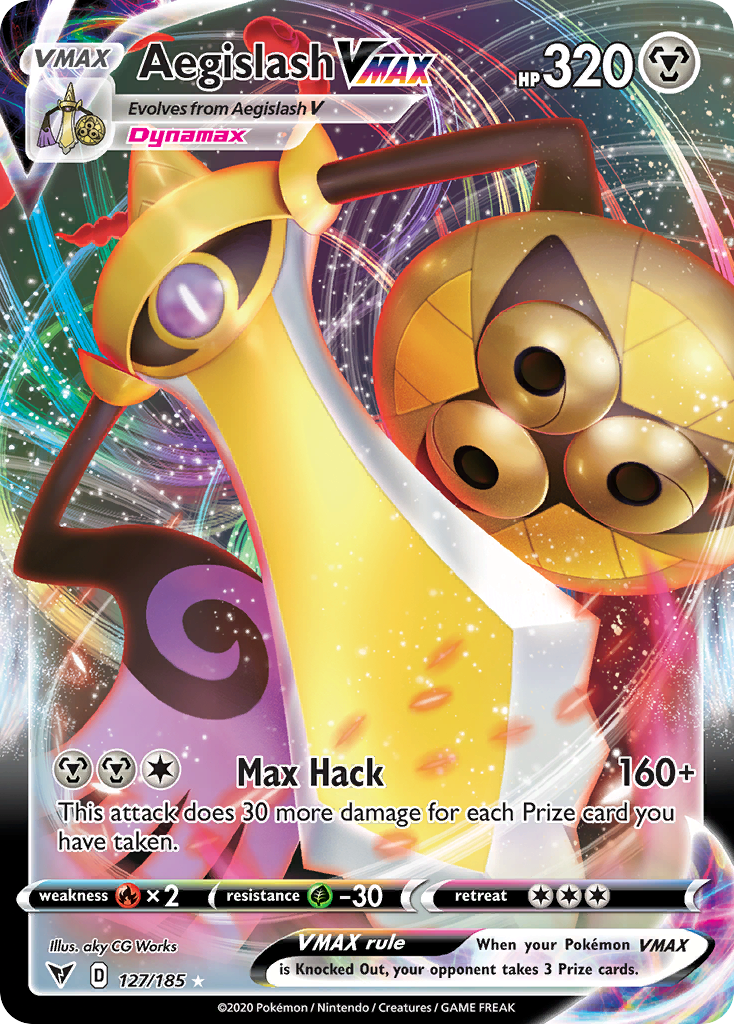 VMAX
Aegislash VMAX
HP 320
Evolves from Aegislash V
Dynamax
Max Hack 160+
This attack does 30 more damage for each Prize card you
have taken.
weakness ×2 resistance -30 retreat
Illus. aky CG Works
VMAX rule When your Pokémon VMAX
is Knocked Out, your opponent takes 3 Prize cards.
D 127/185
©2020 Pokémon / Nintendo / Creatures / GAME FREAK